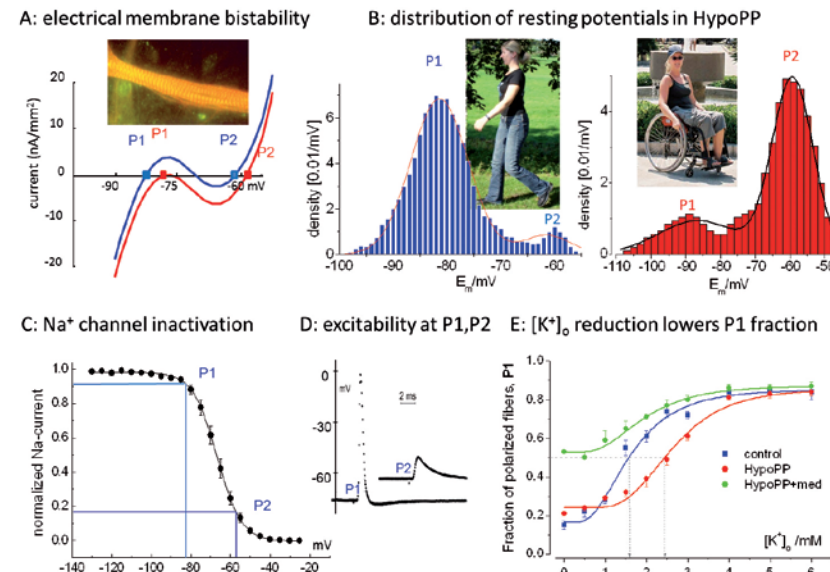 A: electrical membrane bistability
B: distribution of resting potentials in HypoPP
current (nA/mm²)
20
10
0
-10
-20
P1
P1
P2
P2
-90
-75
-60 mV
density [0.01/mV]
6
4
2
0
P1
P2
-100
-90
-80
-70
-60
Eₘ/mV
density [0.01/mV]
4
2
0
P1
P2
-110
-100
-90
-80
-70
-60
-50
Eₘ/mV
C: Na⁺ channel inactivation
D: excitability at P1,P2
E: [K⁺]ₒ reduction lowers P1 fraction
normalized Na-current
1.0
0.8
0.6
0.4
0.2
0.0
P1
P2
mV
-140
-120
-100
-80
-60
-40
-20
0
mV
-30
-60
2 ms
P1
P2
Fraction of polarized fibers, P1
1.0
0.8
0.6
0.4
0.2
0.0
control
HypoPP
HypoPP+med
[K⁺]ₒ /mM
0
1
2
3
4
5
6